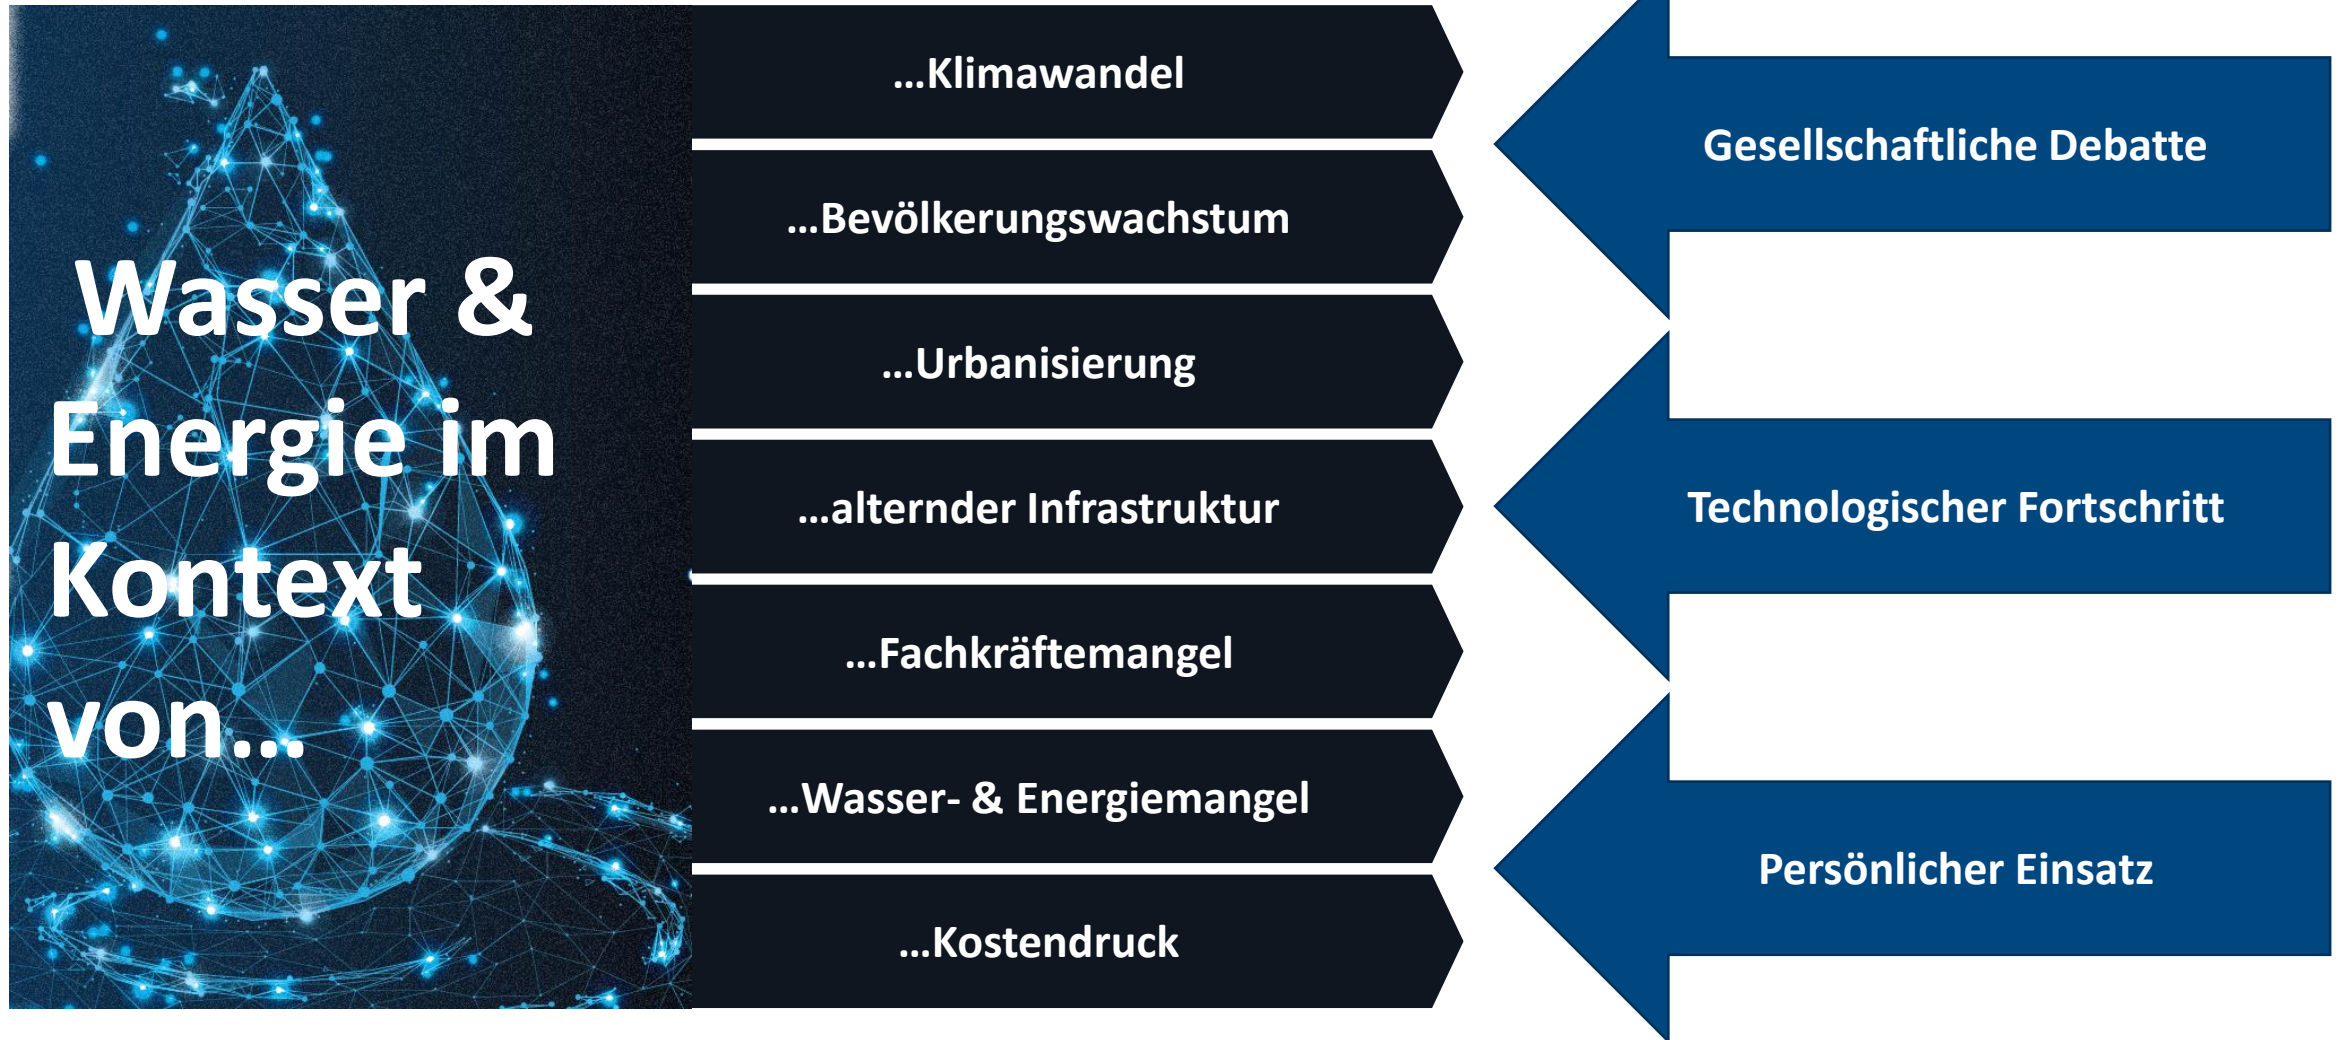 Wasser &
Energie im
Kontext
von...
...Klimawandel
...Bevölkerungswachstum
...Urbanisierung
...alternder Infrastruktur
...Fachkräftemangel
...Wasser- & Energiemangel
...Kostendruck
Gesellschaftliche Debatte
Technologischer Fortschritt
Persönlicher Einsatz